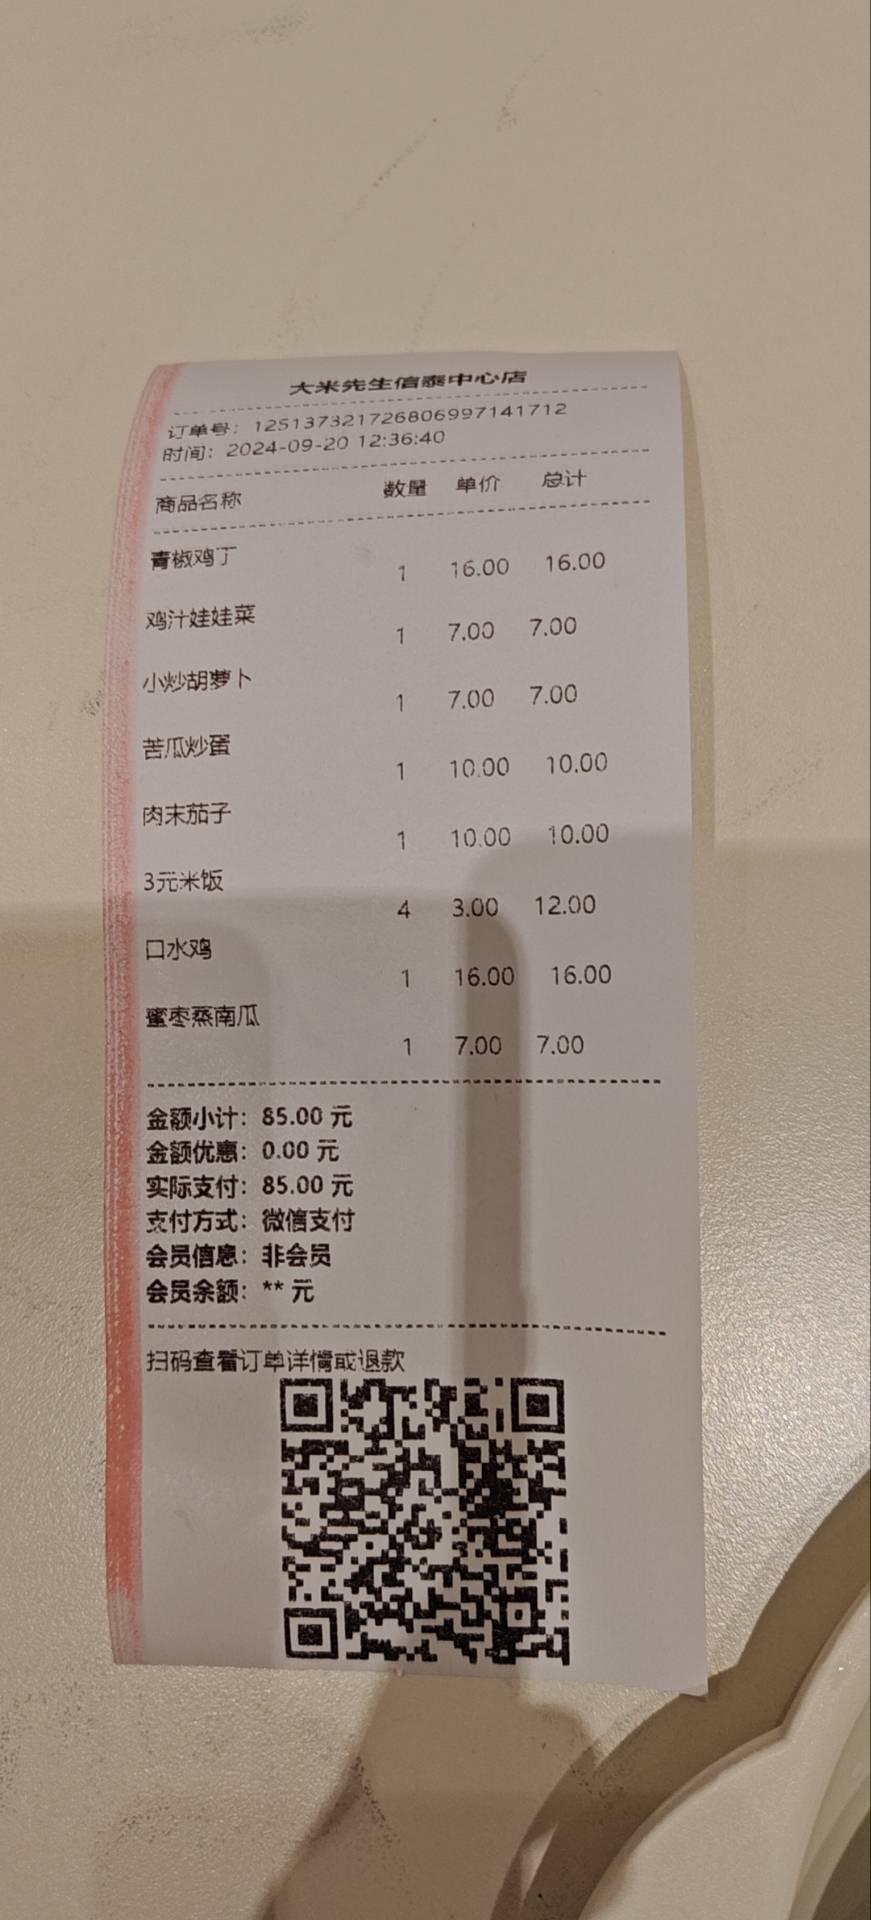 大米先生信泰中心店
订单号：12513732172680699​7141712
时间：2024-09-20 12:36:40
商品名称 数量 单价 总计
青椒鸡丁
1 16.00 16.00
鸡汁娃娃菜
1 7.00 7.00
小炒胡萝卜
1 7.00 7.00
苦瓜炒蛋
1 10.00 10.00
肉末茄子
1 10.00 10.00
3元米饭
4 3.00 12.00
口水鸡
1 16.00 16.00
蜜枣蒸南瓜
1 7.00 7.00
金额小计：85.00 元
金额优惠：0.00 元
实际支付：85.00 元
支付方式：微信支付
会员信息：非会员
会员余额：** 元
扫码查看订单详情或退款